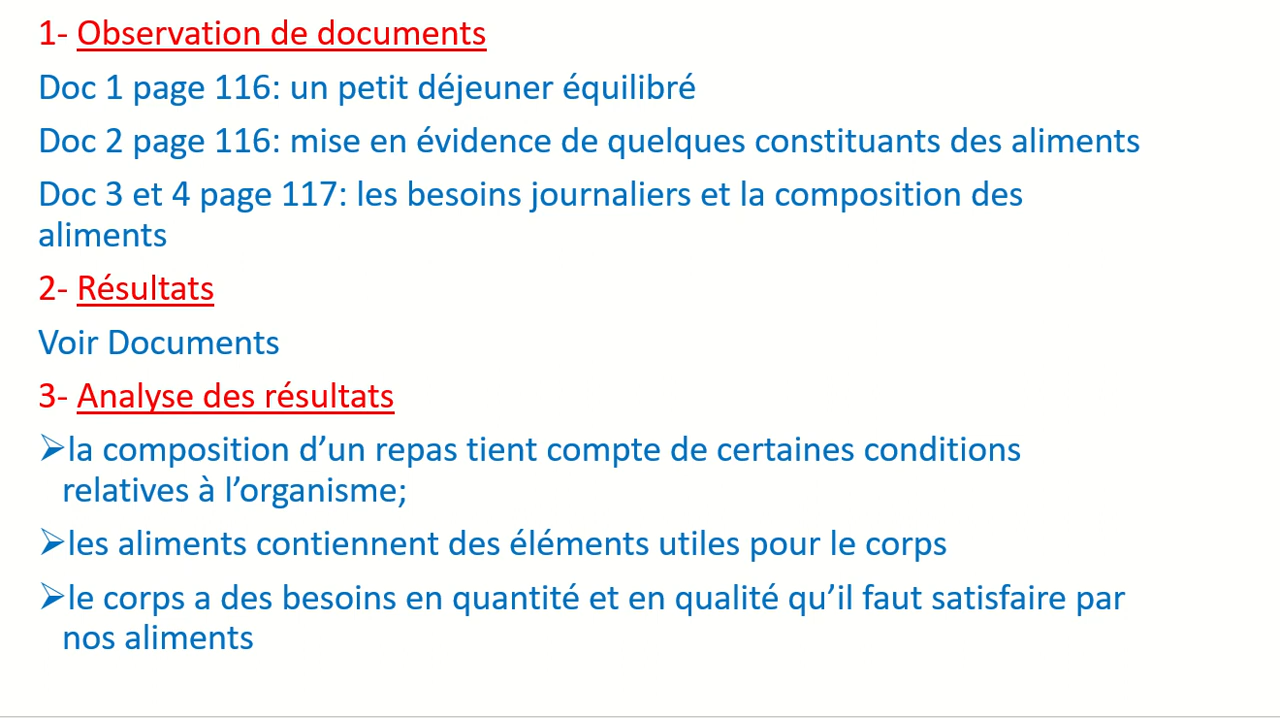 1- Observation de documents
Doc 1 page 116: un petit déjeuner équilibré
Doc 2 page 116: mise en évidence de quelques constituants des aliments
Doc 3 et 4 page 117: les besoins journaliers et la composition des
aliments
2- Résultats
Voir Documents
3- Analyse des résultats
➢la composition d’un repas tient compte de certaines conditions
relatives à l’organisme;
➢les aliments contiennent des éléments utiles pour le corps
➢le corps a des besoins en quantité et en qualité qu’il faut satisfaire par
nos aliments